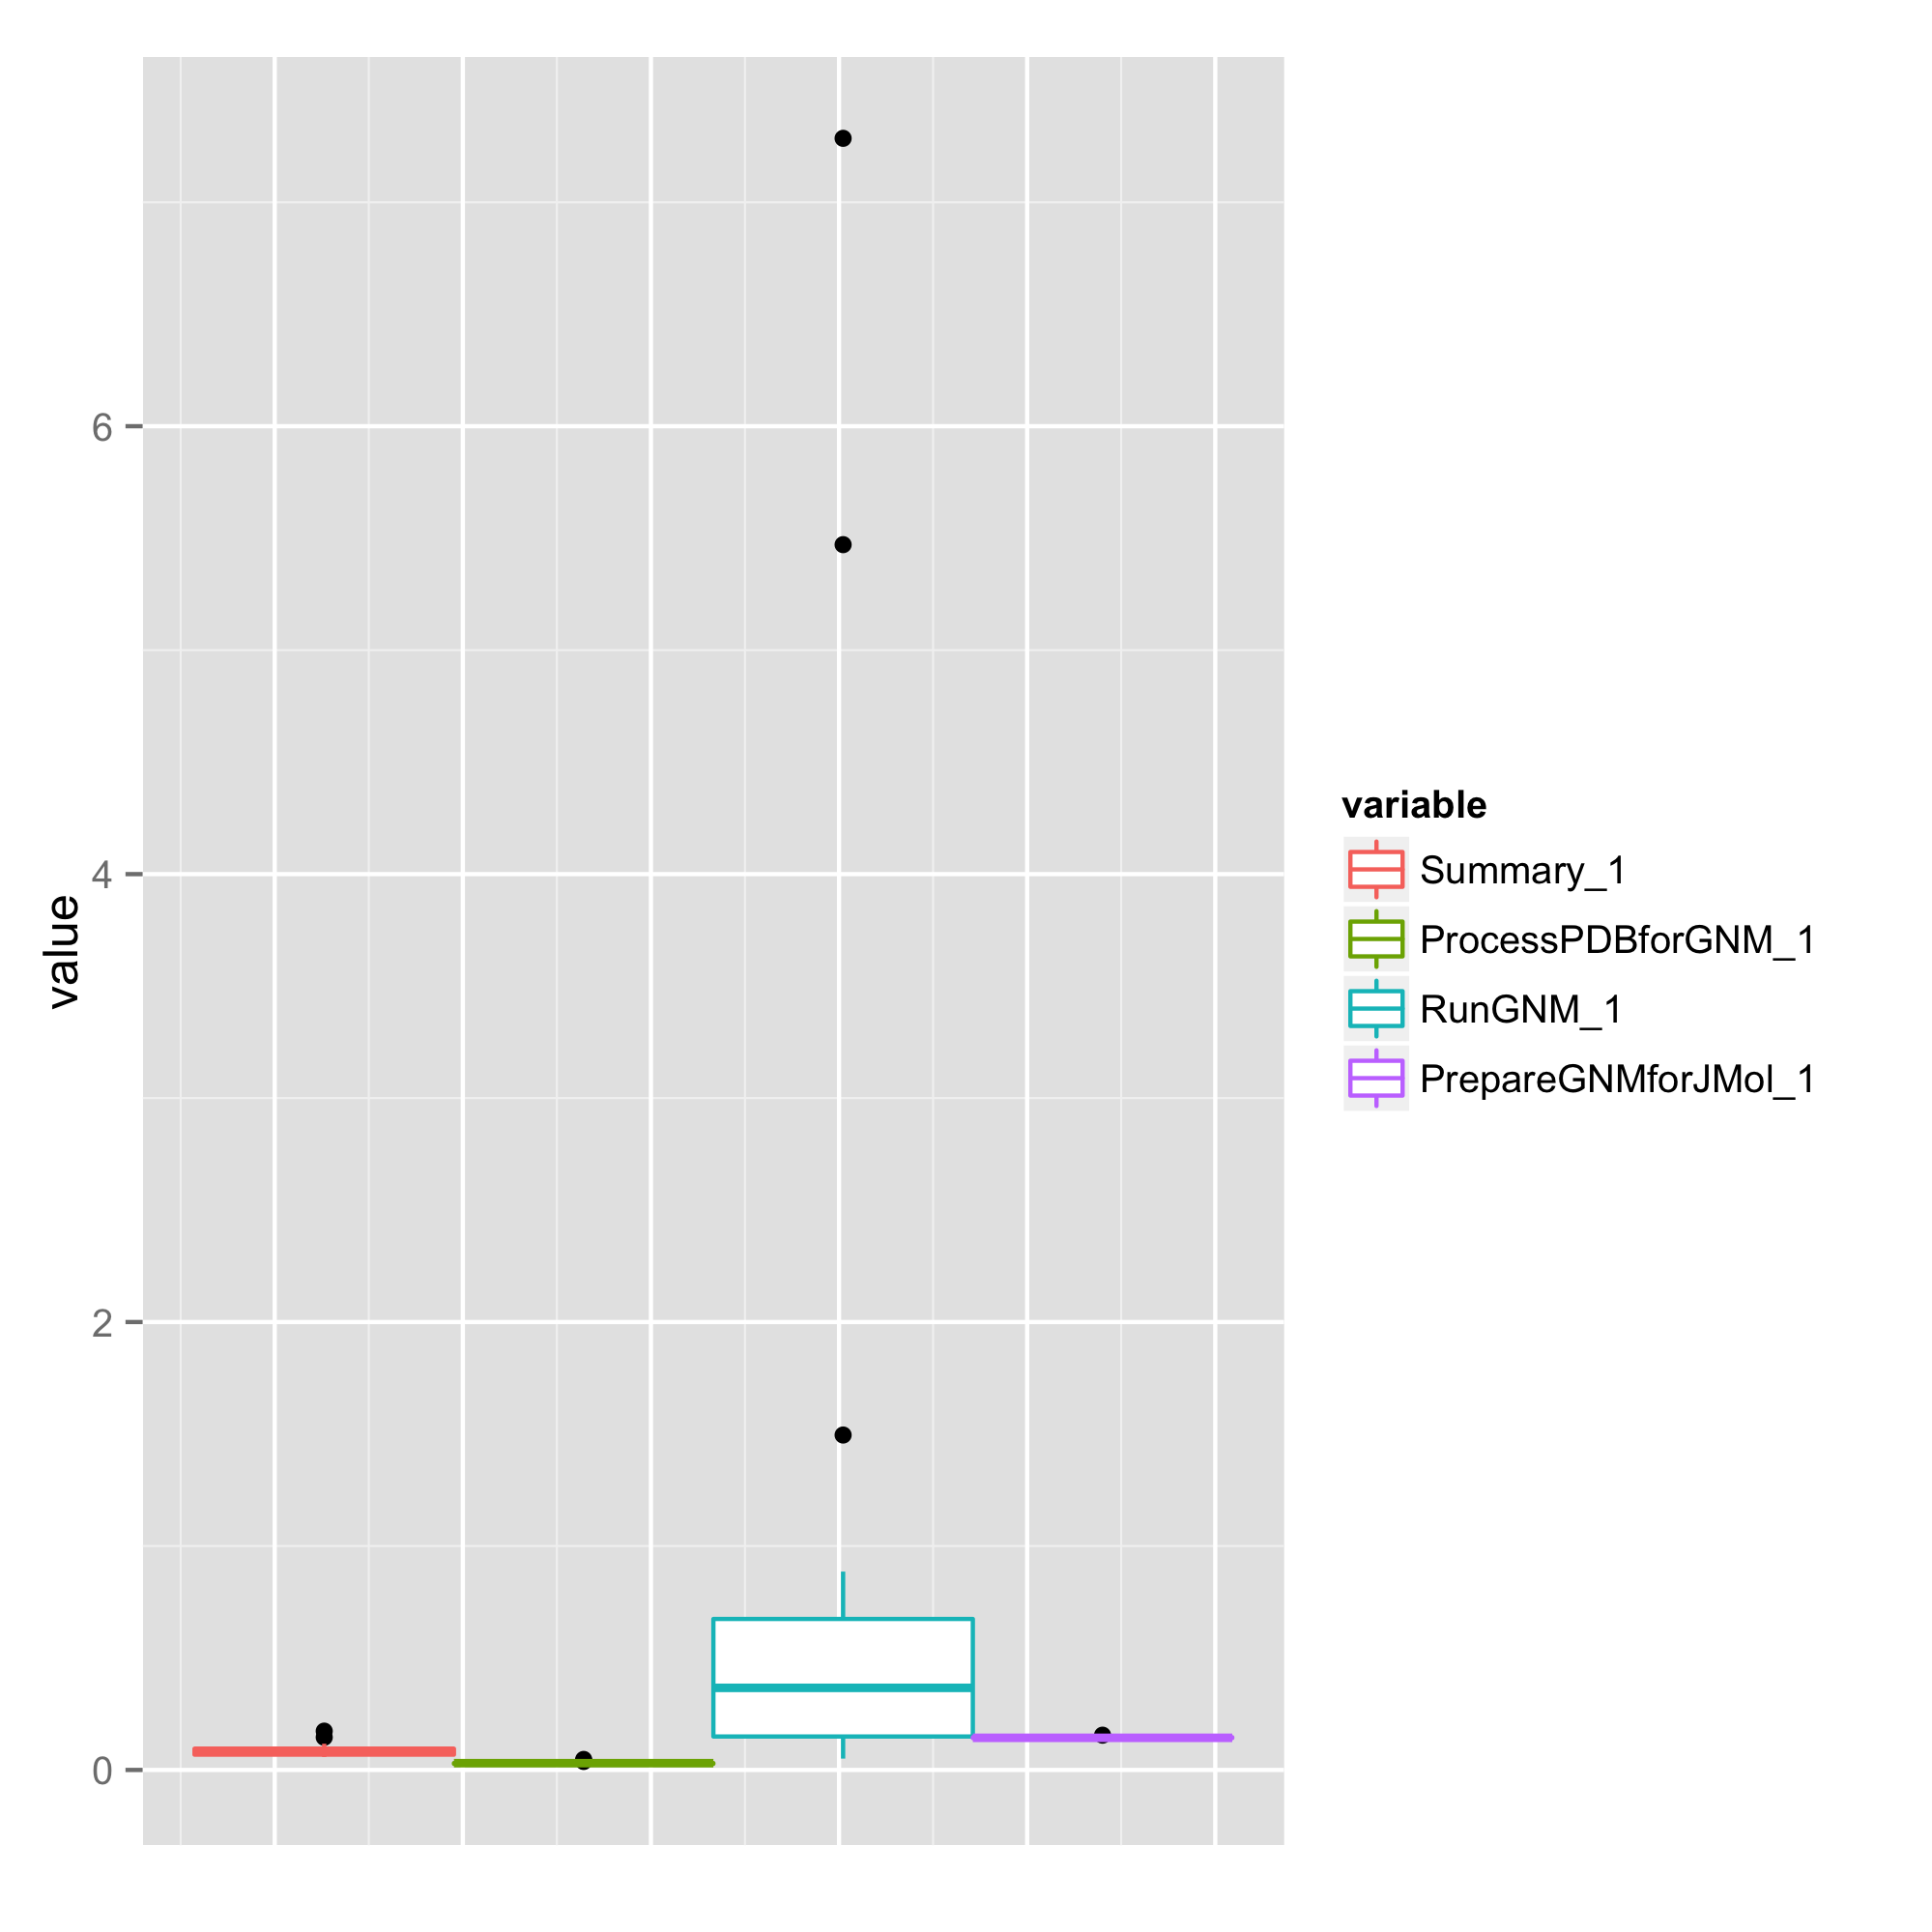 value
6
4
2
0
variable
Summary_1
ProcessPDBforGNM_1
RunGNM_1
PrepareGNMforJMol_1